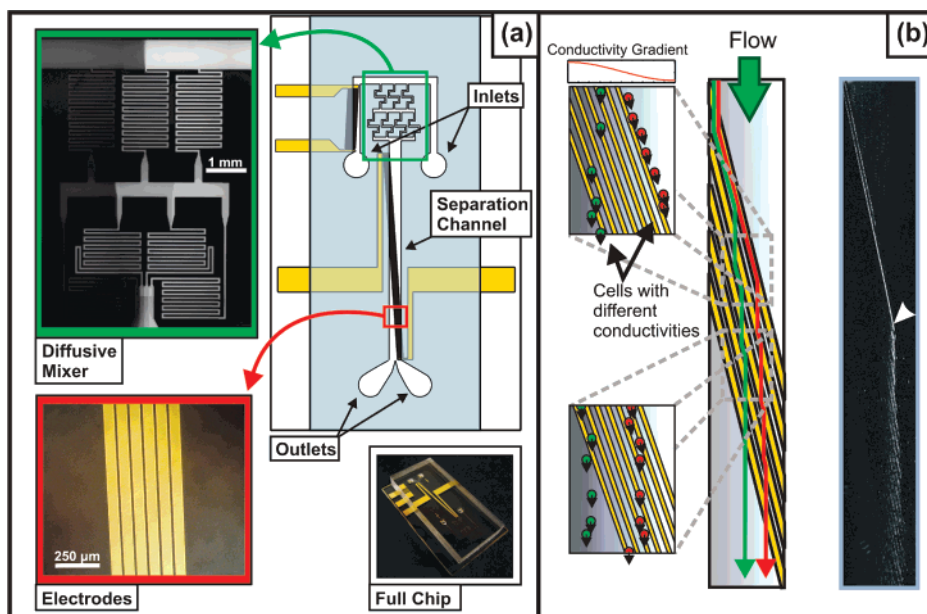 (a)
1 mm
Diffusive
Mixer
Inlets
Separation
Channel
Outlets
250 µm
Electrodes
Full Chip
(b)
Conductivity Gradient
Flow
Cells with
different
conductivities